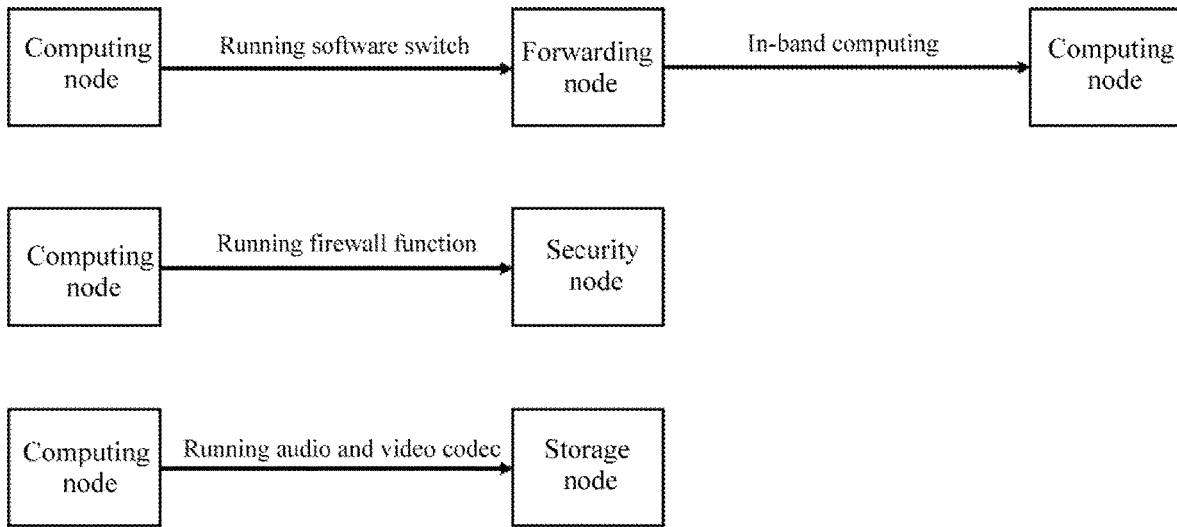 Computing
node
Running software switch
Forwarding
node
In-band computing
Computing
node
Computing
node
Running firewall function
Security
node
Computing
node
Running audio and video codec
Storage
node